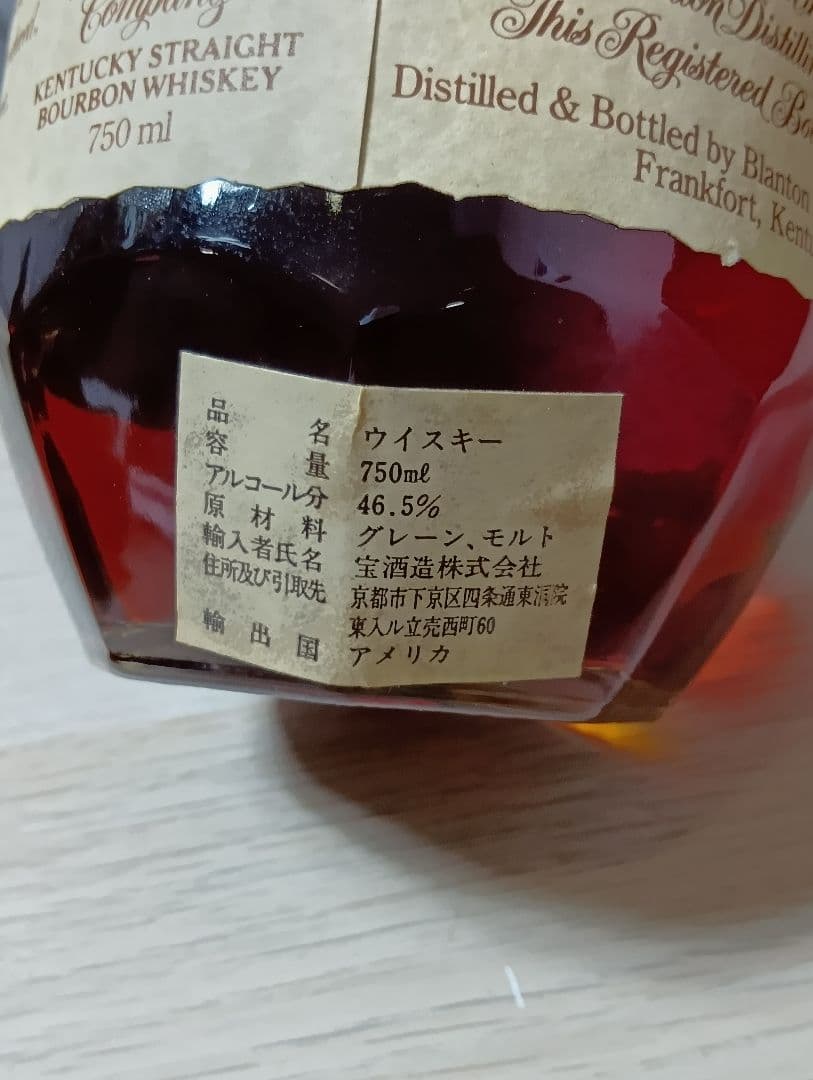 Company
KENTUCKY STRAIGHT
BOURBON WHISKEY
750 ml
This Registered
Distilled & Bottled by Blanton
Frankfort,
品名 ウイスキー
容量 750mℓ
アルコール分 46.5%
原材料 グレーン、モルト
輸入者氏名 宝酒造株式会社
住所及び引取先 京都市下京区四条通東洞院
東入ル立売西町60
輸出国 アメリカ